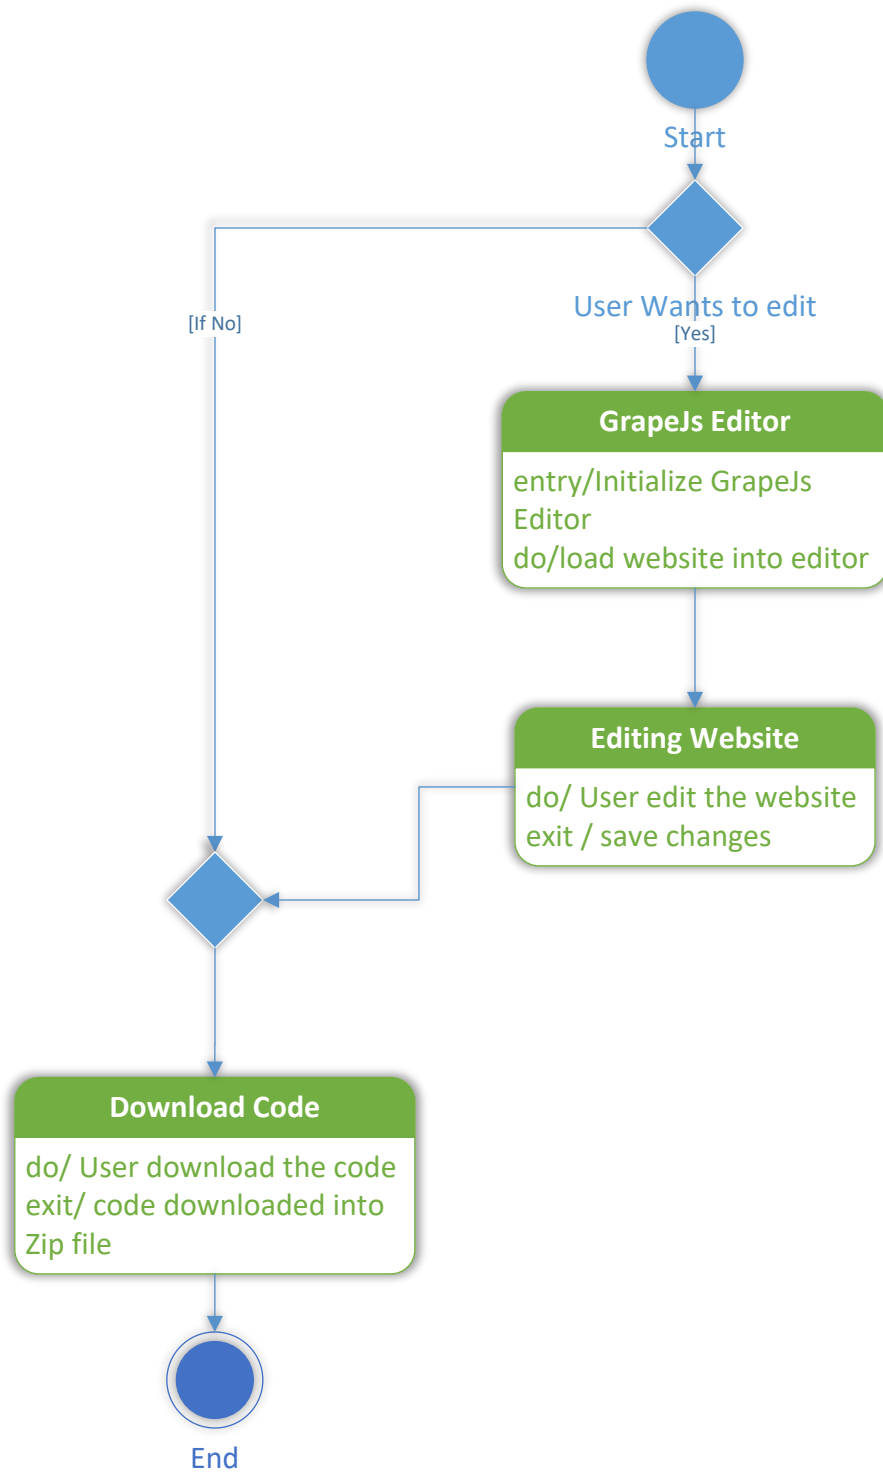 Start
User Wants to edit
[If No]
[Yes]
GrapeJs Editor
entry/Initialize GrapeJs
Editor
do/load website into editor
Editing Website
do/ User edit the website
exit / save changes
Download Code
do/ User download the code
exit/ code downloaded into
Zip file
End